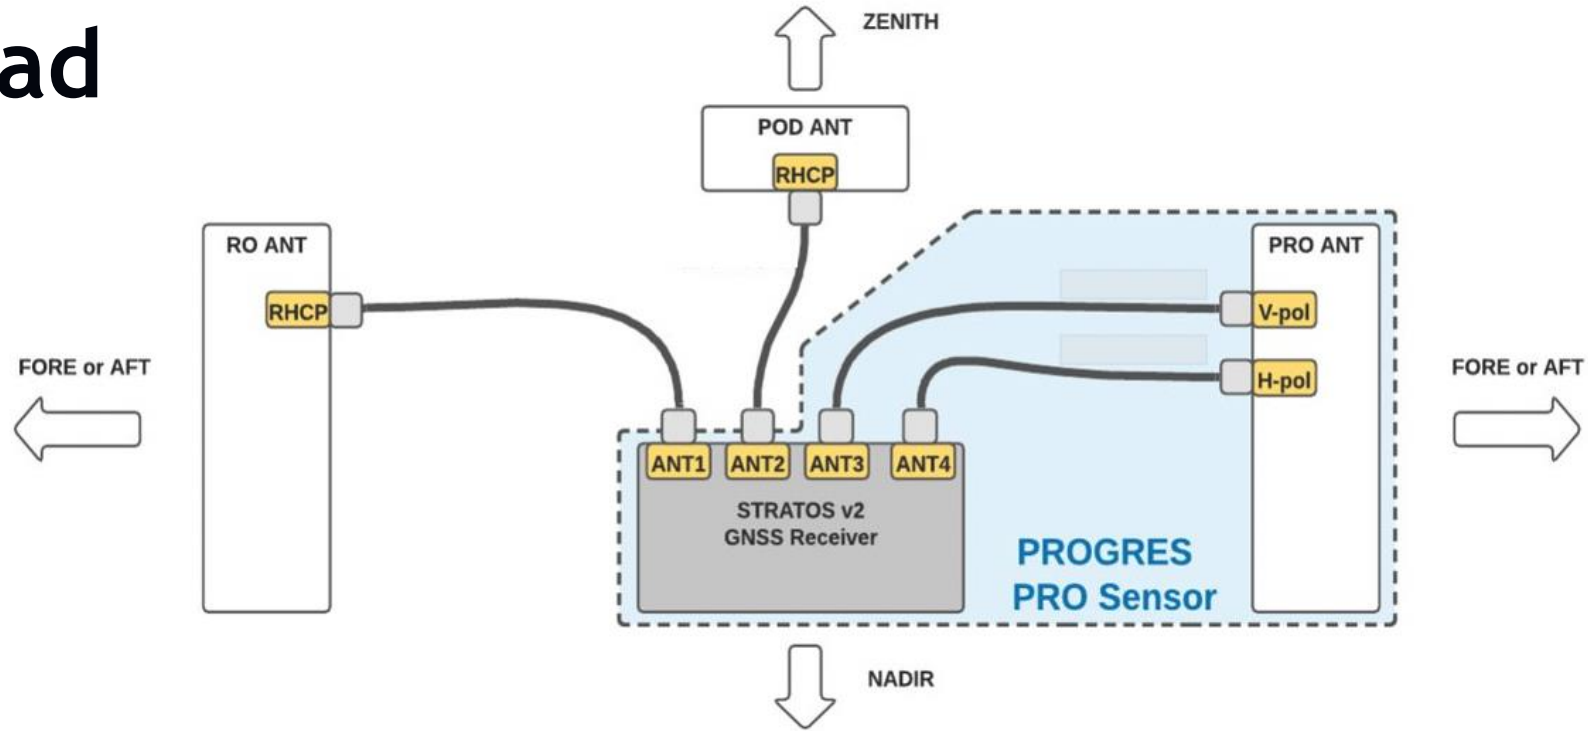 ad
ZENITH
POD ANT
RHCP
RO ANT
RHCP
PRO ANT
V-pol
H-pol
FORE or AFT
FORE or AFT
ANT1 ANT2 ANT3 ANT4
STRATOS v2
GNSS Receiver
PROGRES
PRO Sensor
NADIR